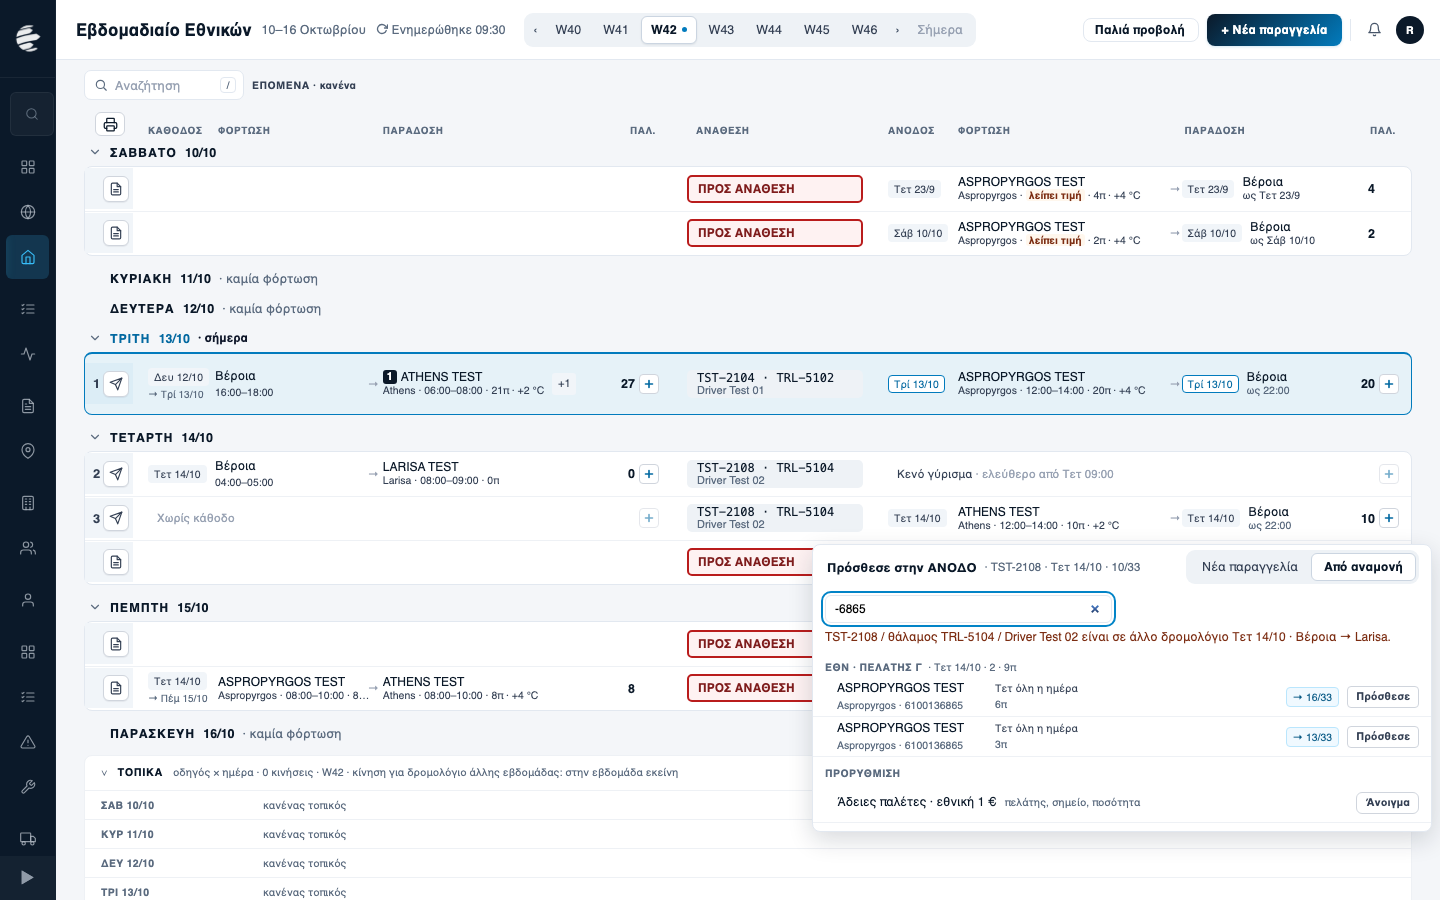 Εβδομαδιαίο Εθνικών 10–16 Οκτωβρίου Ενημερώθηκε 09:30 ‹ W40 W41 W42 W43 W44 W45 W46 › Σήμερα Παλιά προβολή + Νέα παραγγελία R
Αναζήτηση / ΕΠΟΜΕΝΑ · κανένα
ΚΑΘΟΔΟΣ ΦΟΡΤΩΣΗ ΠΑΡΑΔΟΣΗ ΠΑΛ. ΑΝΑΘΕΣΗ ΑΝΟΔΟΣ ΦΟΡΤΩΣΗ ΠΑΡΑΔΟΣΗ ΠΑΛ.
ΣΑΒΒΑΤΟ 10/10
ΠΡΟΣ ΑΝΑΘΕΣΗ Τετ 23/9 ASPROPYRGOS TEST → Τετ 23/9 Βέροια 4
Aspropyrgos · λείπει τιμή · 4π · +4 °C ως Τετ 23/9
ΠΡΟΣ ΑΝΑΘΕΣΗ Σάβ 10/10 ASPROPYRGOS TEST → Σάβ 10/10 Βέροια 2
Aspropyrgos · λείπει τιμή · 2π · +4 °C ως Σάβ 10/10
ΚΥΡΙΑΚΗ 11/10 · καμία φόρτωση
ΔΕΥΤΕΡΑ 12/10 · καμία φόρτωση
ΤΡΙΤΗ 13/10 · σήμερα
1 Δευ 12/10 Βέροια → 1 ATHENS TEST +1 27 + TST–2104 · TRL–5102 Τρί 13/10 ASPROPYRGOS TEST → Τρί 13/10 Βέροια 20 +
→ Τρί 13/10 16:00–18:00 Athens · 06:00–08:00 · 21π · +2 °C Driver Test 01 Aspropyrgos · 12:00–14:00 · 20π · +4 °C ως 22:00
ΤΕΤΑΡΤΗ 14/10
2 Τετ 14/10 Βέροια → LARISA TEST 0 + TST–2108 · TRL–5104 Κενό γύρισμα · ελεύθερο από Τετ 09:00 +
04:00–05:00 Larisa · 08:00–09:00 · 0π Driver Test 02
3 Χωρίς κάθοδο + TST–2108 · TRL–5104 Τετ 14/10 ATHENS TEST → Τετ 14/10 Βέροια 10 +
Driver Test 02 Athens · 12:00–14:00 · 10π · +2 °C ως 22:00
ΠΡΟΣ ΑΝΑΘΕΣΗ
ΠΕΜΠΤΗ 15/10
ΠΡΟΣ ΑΝΑΘΕΣΗ
Τετ 14/10 ASPROPYRGOS TEST → ATHENS TEST 8 ΠΡΟΣ ΑΝΑΘΕΣΗ
→ Πέμ 15/10 Aspropyrgos · 08:00–10:00 · 8... Athens · 08:00–10:00 · 8π · +4 °C
ΠΑΡΑΣΚΕΥΗ 16/10 · καμία φόρτωση
ΤΟΠΙΚΑ οδηγός × ημέρα · 0 κινήσεις · W42 · κίνηση για δρομολόγιο άλλης εβδομάδας: στην εβδομάδα εκείνη
ΣΑΒ 10/10 κανένας τοπικός
ΚΥΡ 11/10 κανένας τοπικός
ΔΕΥ 12/10 κανένας τοπικός
ΤΡΙ 13/10 κανένας τοπικός
Πρόσθεσε στην ΑΝΟΔΟ · TST-2108 · Τετ 14/10 · 10/33 Νέα παραγγελία Από αναμονή
-6865 ×
TST-2108 / θάλαμος TRL-5104 / Driver Test 02 είναι σε άλλο δρομολόγιο Τετ 14/10 · Βέροια → Larisa.
ΕΘΝ · ΠΕΛΑΤΗΣ Γ · Τετ 14/10 · 2 · 9π
ASPROPYRGOS TEST Τετ όλη η ημέρα → 16/33 Πρόσθεσε
Aspropyrgos · 6100136865 6π
ASPROPYRGOS TEST Τετ όλη η ημέρα → 13/33 Πρόσθεσε
Aspropyrgos · 6100136865 3π
ΠΡΟΡΥΘΜΙΣΗ
Άδειες παλέτες · εθνική 1 € πελάτης, σημείο, ποσότητα Άνοιγμα